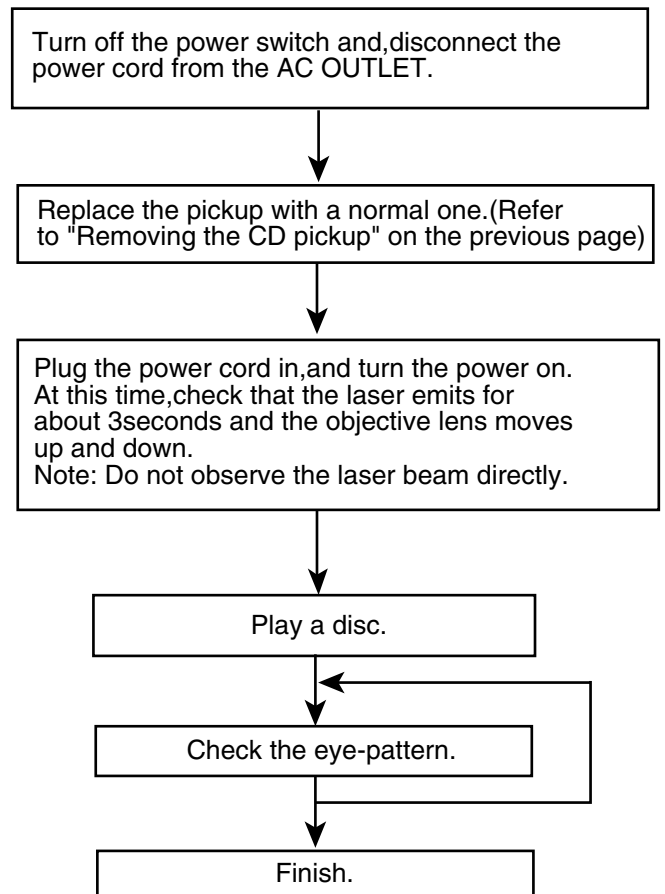 Turn off the power switch and,disconnect the
power cord from the AC OUTLET.
Replace the pickup with a normal one.(Refer
to "Removing the CD pickup" on the previous page)
Plug the power cord in,and turn the power on.
At this time,check that the laser emits for
about 3seconds and the objective lens moves
up and down.
Note: Do not observe the laser beam directly.
Play a disc.
Check the eye-pattern.
Finish.